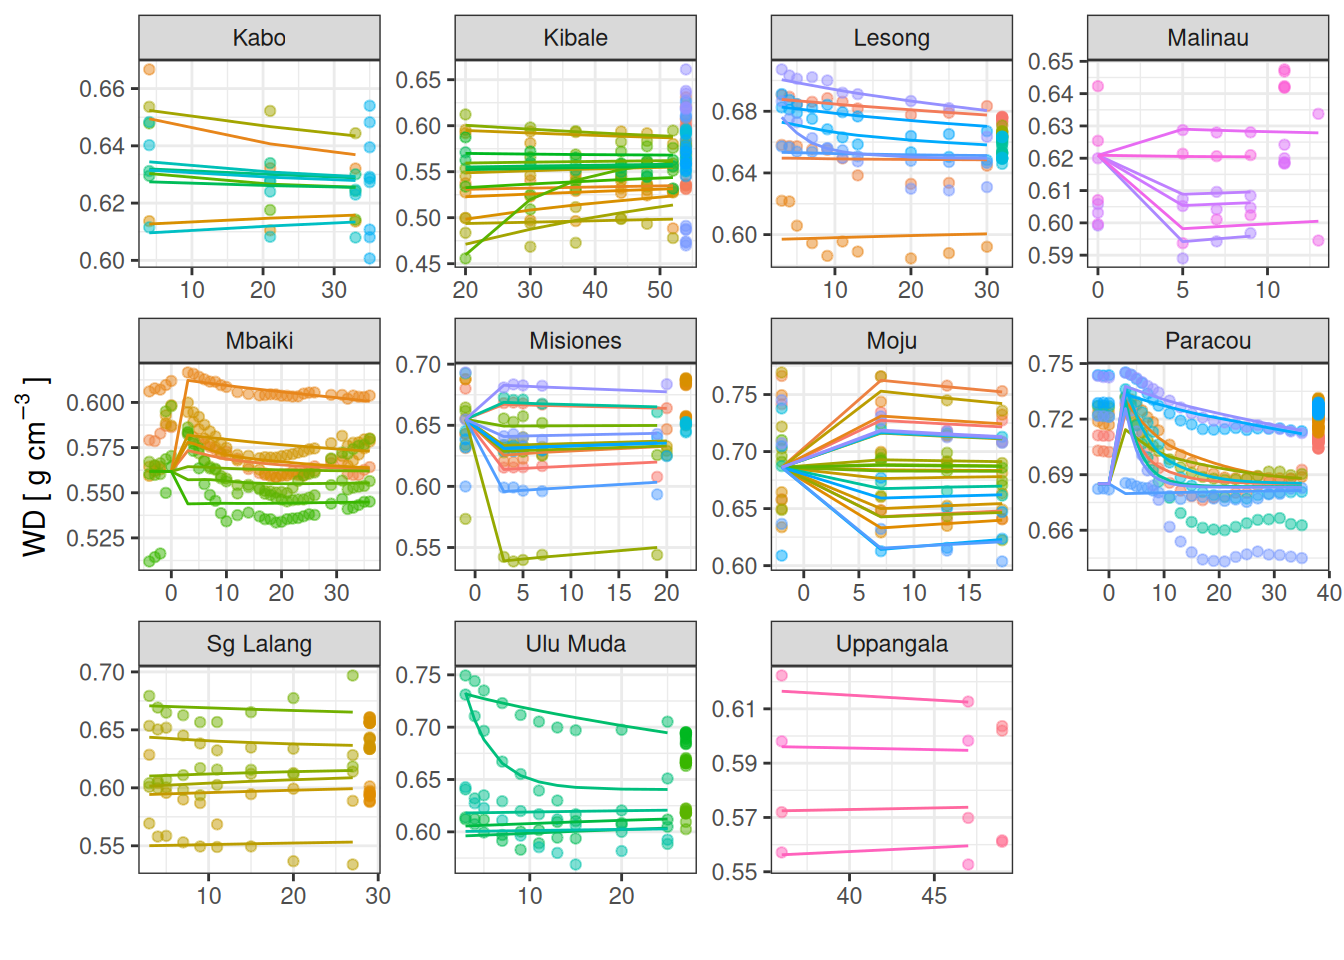 Kabo Kibale Lesong Malinau
0.66 0.64 0.62 0.60
0.65 0.60 0.55 0.50 0.45
0.68 0.64 0.60
0.65 0.64 0.63 0.62 0.61 0.60 0.59
10 20 30 20 30 40 50 10 20 30 0 5 10
Mbaiki Misiones Moju Paracou
WD [ g cm−3 ]
0.600 0.575 0.550 0.525
0.70 0.65 0.60 0.55
0.75 0.70 0.65 0.60
0.75 0.72 0.69 0.66
0 10 20 30 0 5 10 15 20 0 5 10 15 0 10 20 30 40
Sg Lalang Ulu Muda Uppangala
0.70 0.65 0.60 0.55
0.75 0.70 0.65 0.60
0.61 0.59 0.57 0.55
10 20 30 10 20 40 45